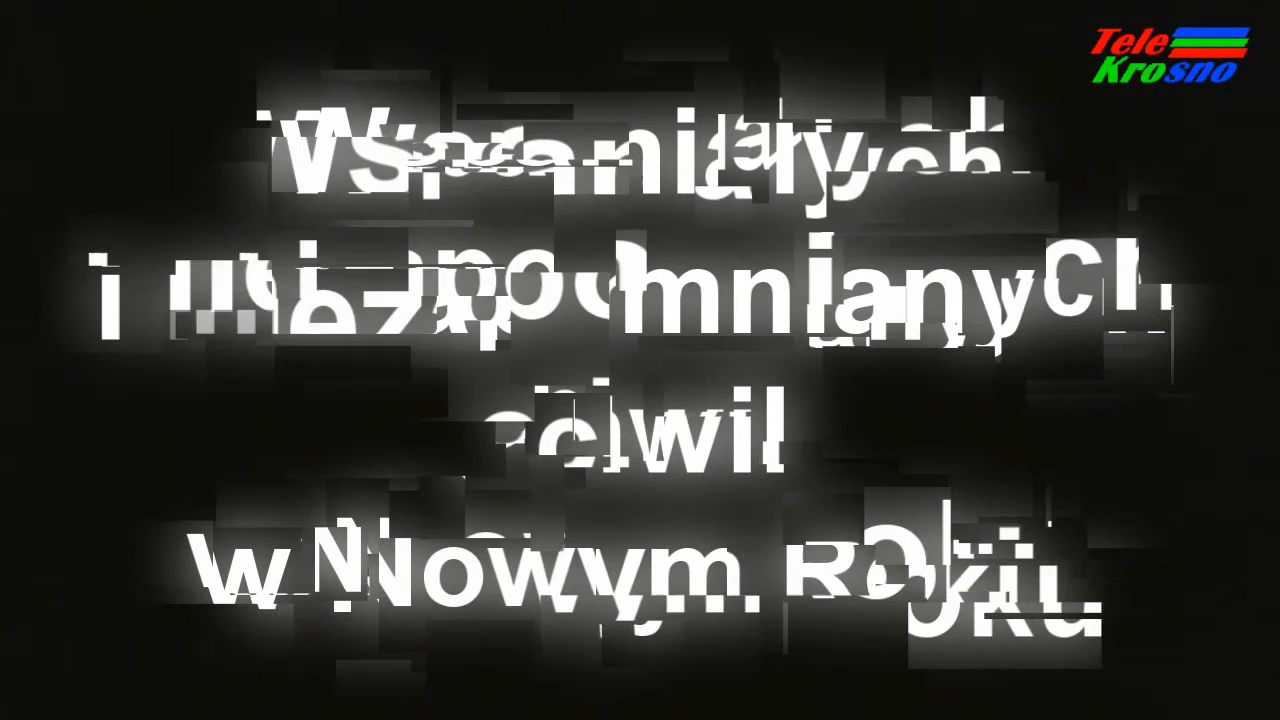 Tele
Krosno
Wspaniałych
i niezapomnianych
chwil
w Nowym Roku